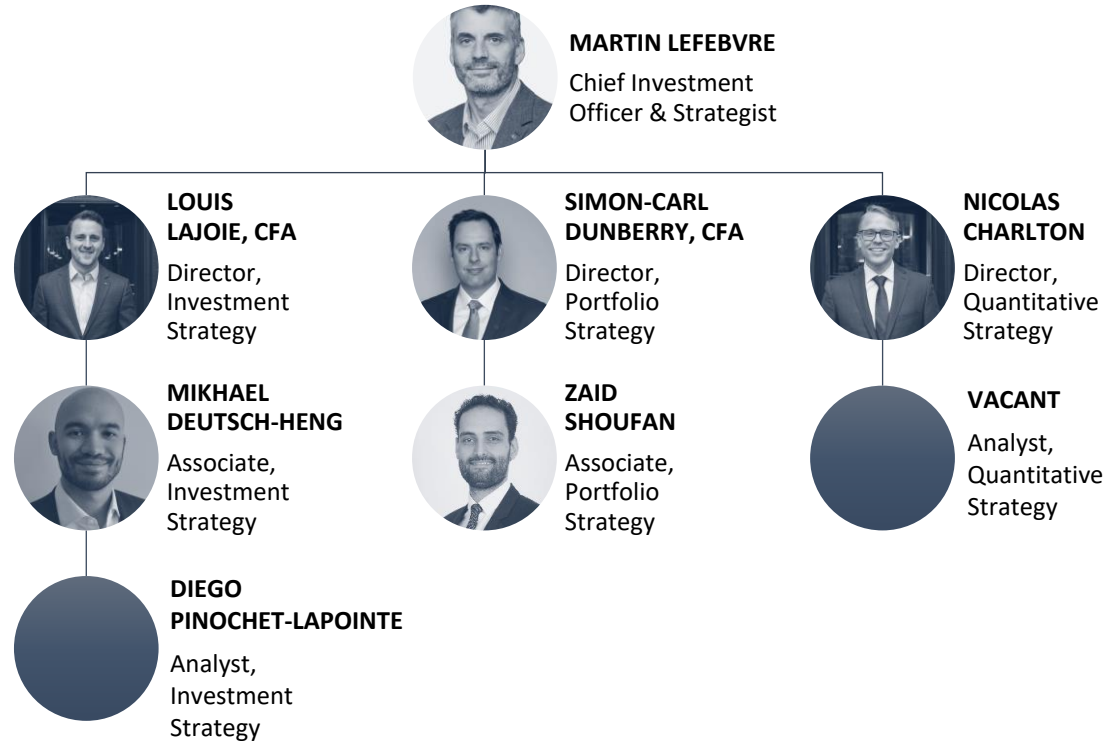 MARTIN LEFEBVRE
Chief Investment
Officer & Strategist
LOUIS
LAJOIE, CFA
Director,
Investment
Strategy
SIMON-CARL
DUNBERRY, CFA
Director,
Portfolio
Strategy
NICOLAS
CHARLTON
Director,
Quantitative
Strategy
MIKHAEL
DEUTSCH-HENG
Associate,
Investment
Strategy
ZAID
SHOUFAN
Associate,
Portfolio
Strategy
VACANT
Analyst,
Quantitative
Strategy
DIEGO
PINOCHET-LAPOINTE
Analyst,
Investment
Strategy